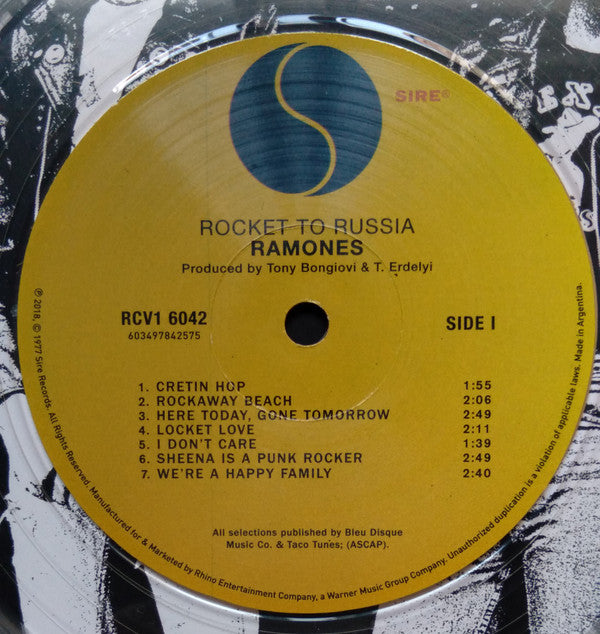 SIRE®
ROCKET TO RUSSIA
RAMONES
Produced by Tony Bongiovi & T. Erdelyi
RCV1 6042
603497842575
SIDE I
1. CRETIN HOP 1:55
2. ROCKAWAY BEACH 2:06
3. HERE TODAY, GONE TOMORROW 2:49
4. LOCKET LOVE 2:11
5. I DON'T CARE 1:39
6. SHEENA IS A PUNK ROCKER 2:49
7. WE'RE A HAPPY FAMILY 2:40
All selections published by Bleu Disque
Music Co. & Taco Tunes; (ASCAP).
℗ 2018, © 1977 Sire Records. All Rights Reserved. Manufactured for & Marketed by Rhino Entertainment Company, a Warner Music Group Company. Unauthorized duplication is a violation of applicable laws. Made in Argentina.